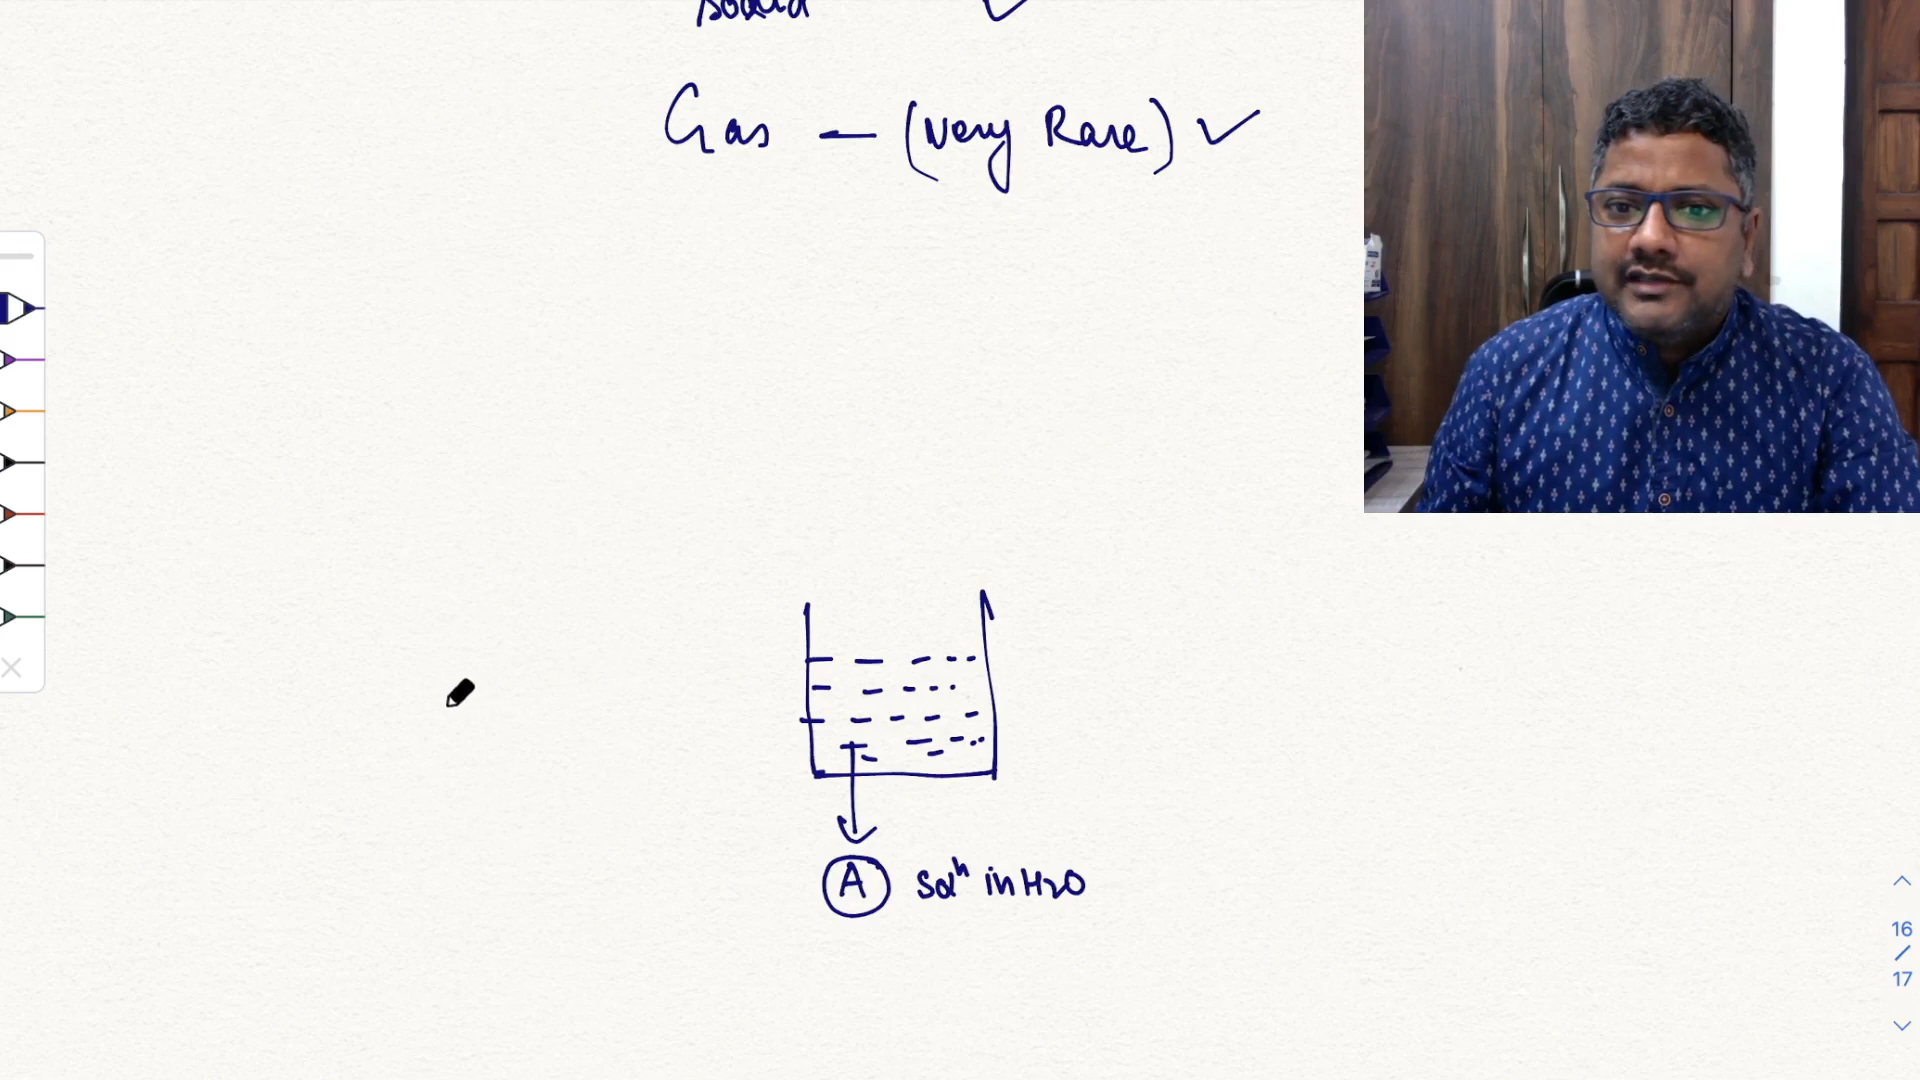 Gas — (Very Rare) ✓
A Solⁿ in H2O
16
/
17